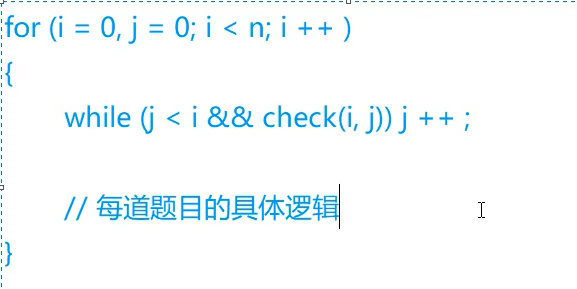 for (i = 0, j = 0; i < n; i ++ )
{
while (j < i && check(i, j)) j ++ ;
// 每道题目的具体逻辑
}